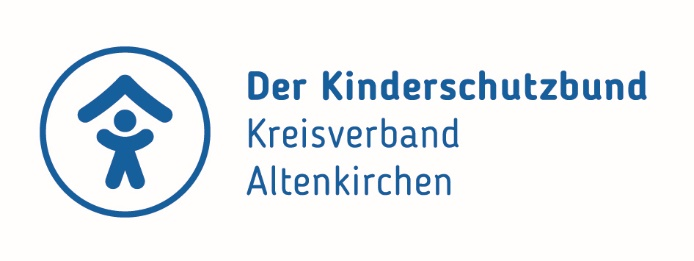 Der Kinderschutzbund
Kreisverband
Altenkirchen